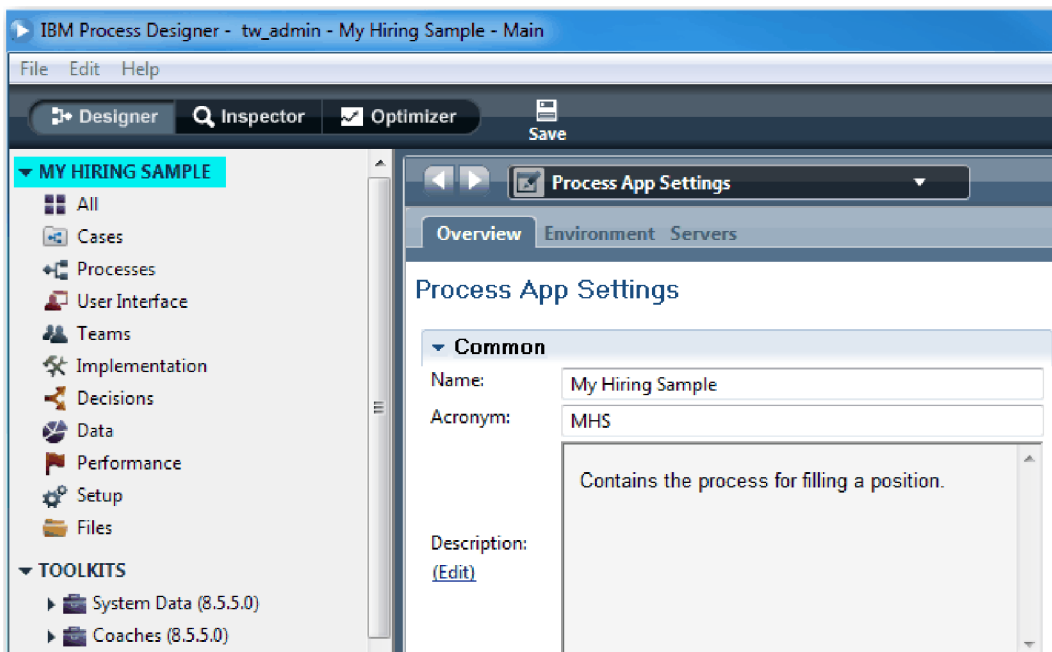 IBM Process Designer - tw_admin - My Hiring Sample - Main
File Edit Help
Designer Inspector Optimizer Save
MY HIRING SAMPLE
All
Cases
Processes
User Interface
Teams
Implementation
Decisions
Data
Performance
Setup
Files
TOOLKITS
System Data (8.5.5.0)
Coaches (8.5.5.0)
Process App Settings
Overview Environment Servers
Process App Settings
Common
Name: My Hiring Sample
Acronym: MHS
Contains the process for filling a position.
Description:
(Edit)